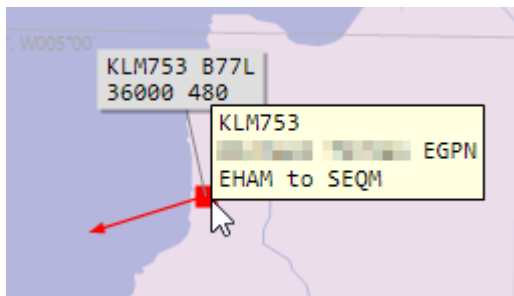 , W005°00'
KLM753 B77L
36000 480
KLM753
EGPN
EHAM to SEQM